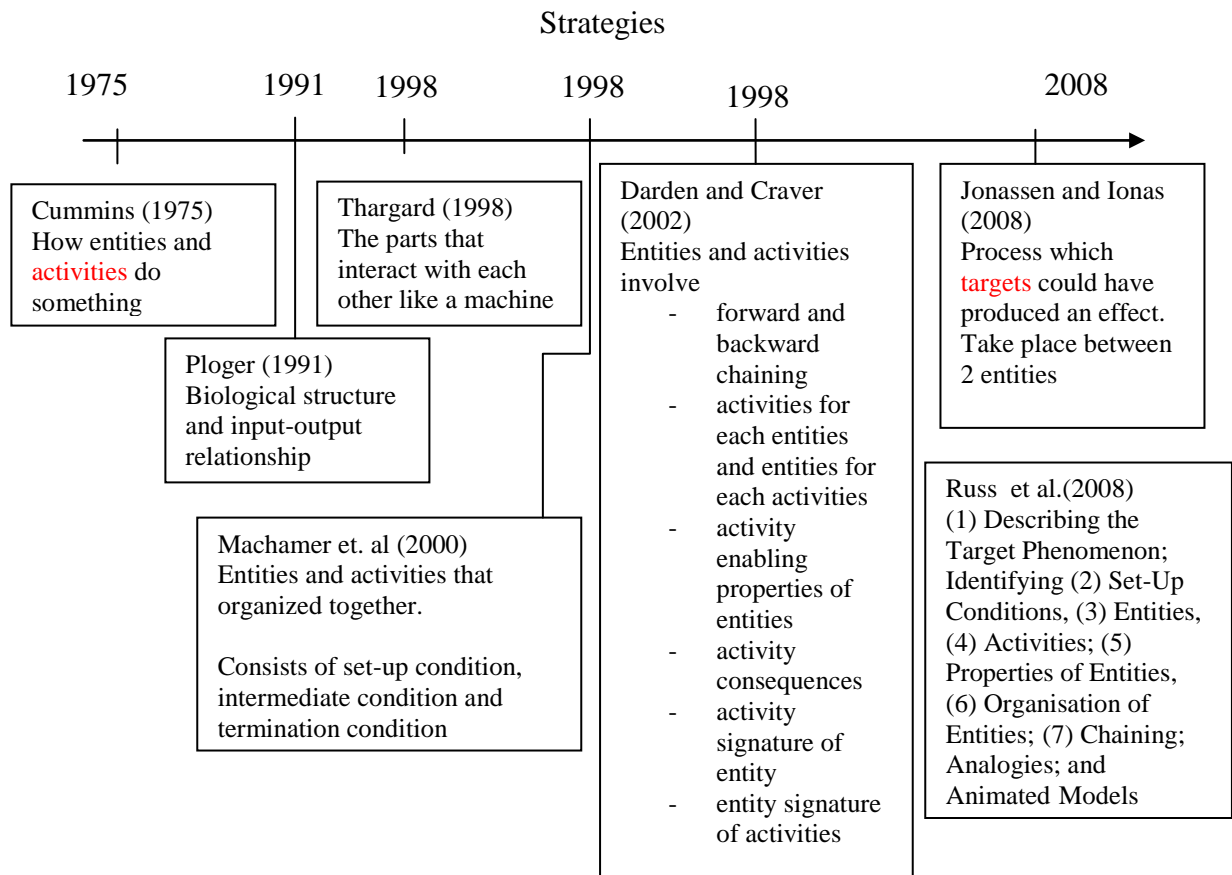 Strategies
1975
1991
1998
1998
1998
2008
Cummins (1975)
How entities and
activities do
something
Ploger (1991)
Biological structure
and input-output
relationship
Thargard (1998)
The parts that
interact with each
other like a machine
Machamer et. al (2000)
Entities and activities that
organized together.
Consists of set-up condition,
intermediate condition and
termination condition
Darden and Craver
(2002)
Entities and activities
involve
- forward and
backward
chaining
- activities for
each entities
and entities for
each activities
- activity
enabling
properties of
entities
- activity
consequences
- activity
signature of
entity
- entity signature
of activities
Jonassen and Ionas
(2008)
Process which
targets could have
produced an effect.
Take place between
2 entities
Russ et al.(2008)
(1) Describing the
Target Phenomenon;
Identifying (2) Set-Up
Conditions, (3) Entities,
(4) Activities; (5)
Properties of Entities,
(6) Organisation of
Entities; (7) Chaining;
Analogies; and
Animated Models